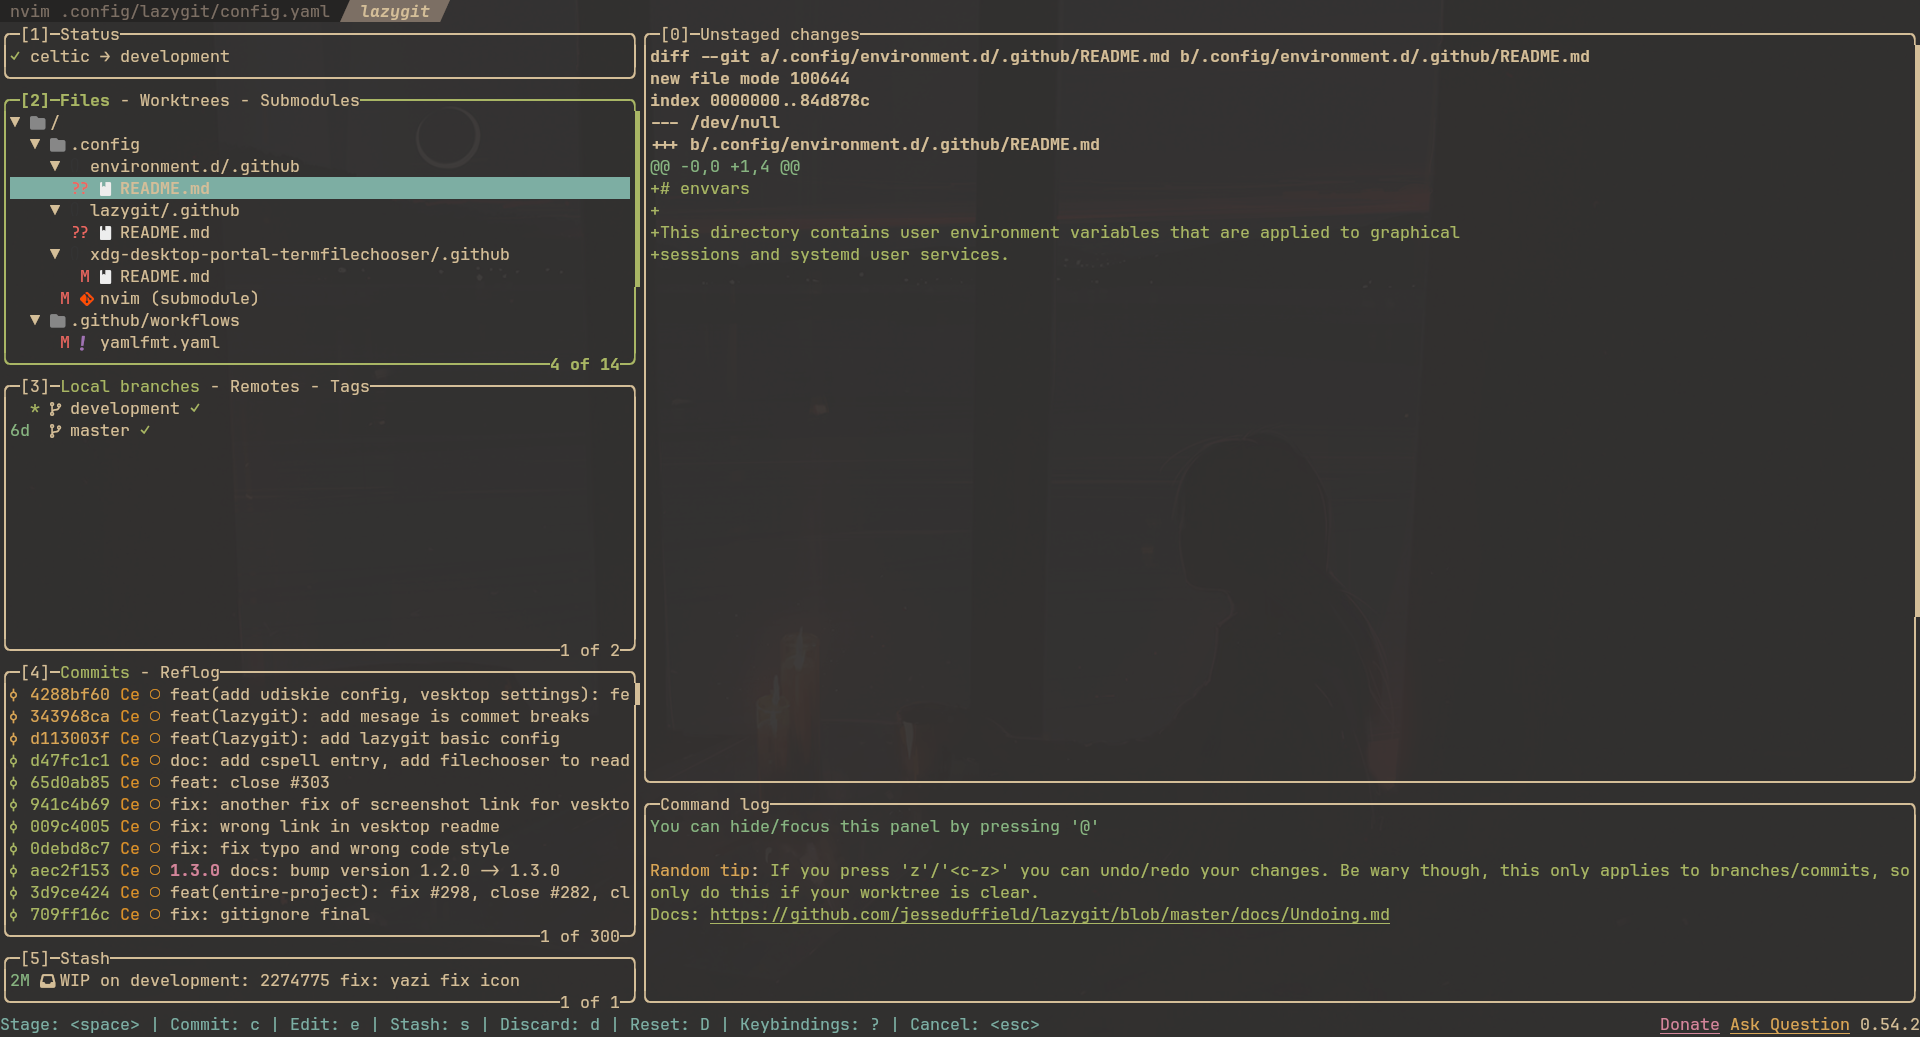 nvim .config/lazygit/config.yaml lazygit
[1]─Status
✓ celtic → development
[2]─Files - Worktrees - Submodules
▼ /
▼ .config
▼ environment.d/.github
?? README.md
▼ lazygit/.github
?? README.md
▼ xdg-desktop-portal-termfilechooser/.github
M README.md
M nvim (submodule)
▼ .github/workflows
M ! yamlfmt.yaml
4 of 14
[3]─Local branches - Remotes - Tags
* development ✓
6d master ✓
1 of 2
[4]─Commits - Reflog
4288bf60 Ce ○ feat(add udiskie config, vesktop settings): fe
343968ca Ce ○ feat(lazygit): add mesage is commet breaks
d113003f Ce ○ feat(lazygit): add lazygit basic config
d47fc1c1 Ce ○ doc: add cspell entry, add filechooser to read
65d0ab85 Ce ○ feat: close #303
941c4b69 Ce ○ fix: another fix of screenshot link for veskto
009c4005 Ce ○ fix: wrong link in vesktop readme
0debd8c7 Ce ○ fix: fix typo and wrong code style
aec2f153 Ce ○ 1.3.0 docs: bump version 1.2.0 —> 1.3.0
3d9ce424 Ce ○ feat(entire-project): fix #298, close #282, cl
709ff16c Ce ○ fix: gitignore final
1 of 300
[5]─Stash
2M WIP on development: 2274775 fix: yazi fix icon
1 of 1
[0]─Unstaged changes
diff --git a/.config/environment.d/.github/README.md b/.config/environment.d/.github/README.md
new file mode 100644
index 0000000..84d878c
--- /dev/null
+++ b/.config/environment.d/.github/README.md
@@ -0,0 +1,4 @@
+# envvars
+
+This directory contains user environment variables that are applied to graphical
+sessions and systemd user services.
Command log
You can hide/focus this panel by pressing '@'
Random tip: If you press 'z'/'<c-z>' you can undo/redo your changes. Be wary though, this only applies to branches/commits, so
only do this if your worktree is clear.
Docs: https://github.com/jesseduffield/lazygit/blob/master/docs/Undoing.md
Stage: <space> | Commit: c | Edit: e | Stash: s | Discard: d | Reset: D | Keybindings: ? | Cancel: <esc> Donate Ask Question 0.54.2